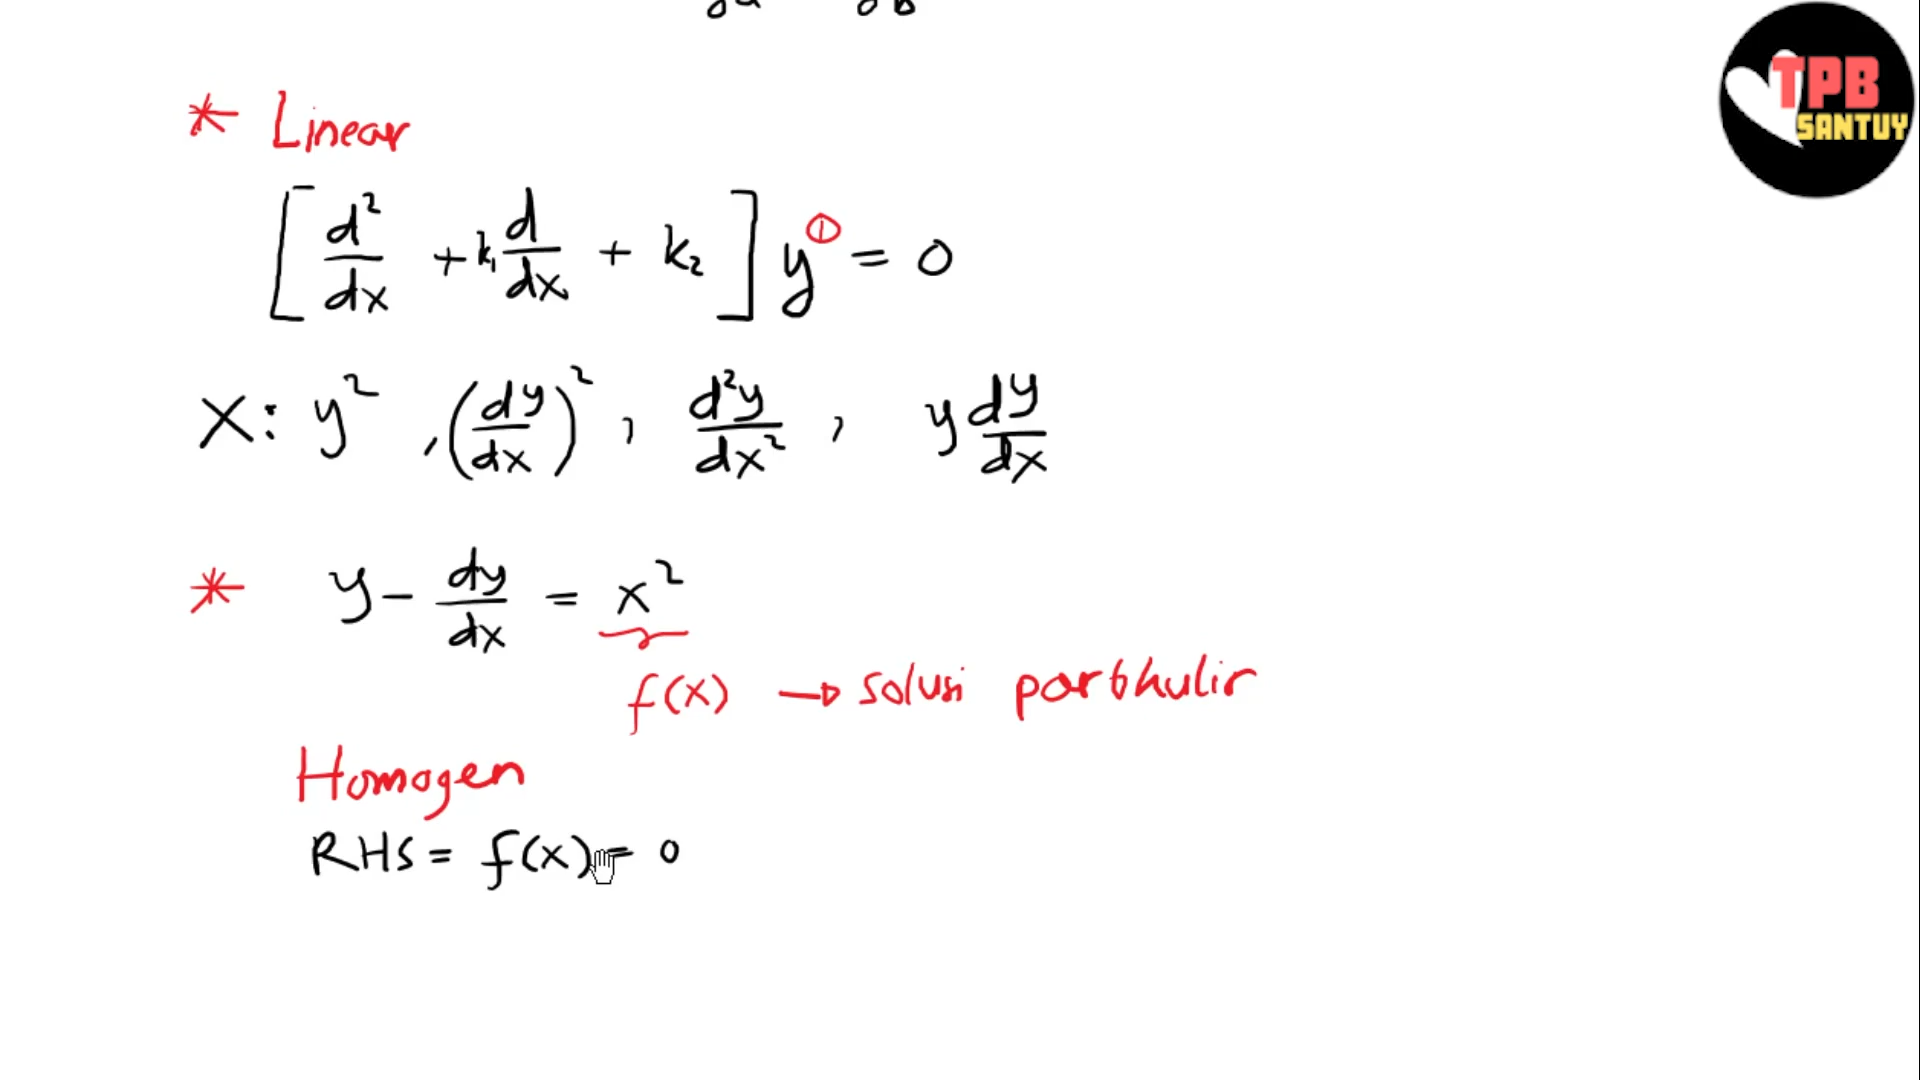 TPB
SANTUY
* Linear
[d²/dx + k₁ d/dx + k₂] y^① = 0
X: y², (dy/dx)², d²y/dx², y dy/dx
* y - dy/dx = x²
f(x) → solusi partikulir
Homogen
RHS = f(x) = 0